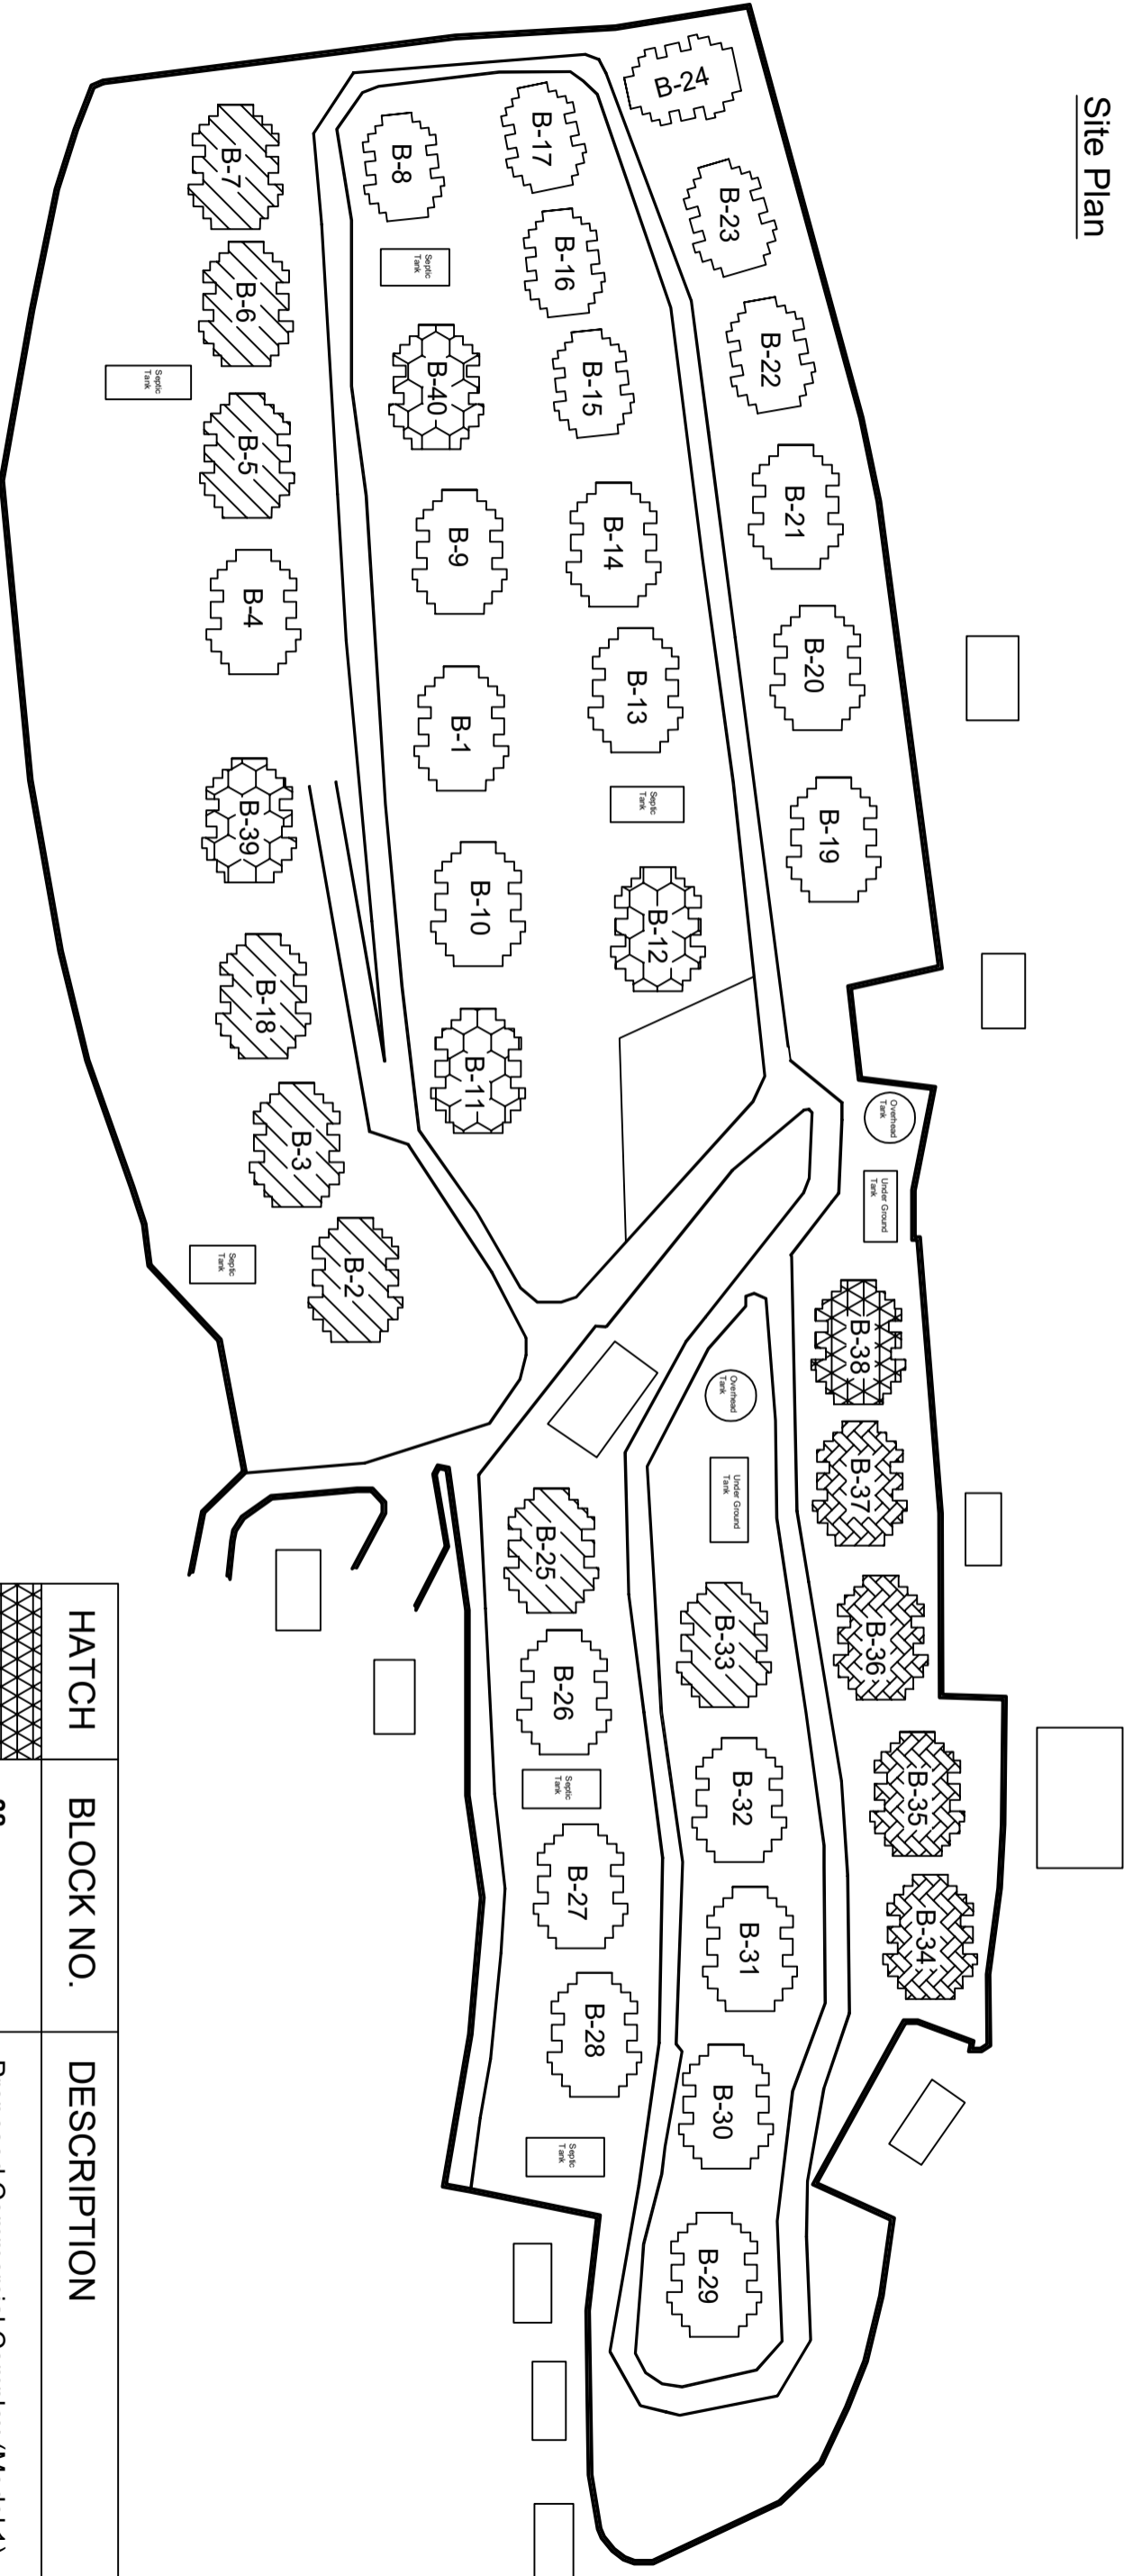 Site Plan
B-24
B-23
B-22
B-21
B-20
B-19
B-17
B-16
B-15
B-14
B-13
Septic
Tank
B-12
B-8
Septic
Tank
B-40
B-9
B-1
B-10
B-11
B-7
B-6
Septic
Tank
B-5
B-4
B-39
B-18
B-3
B-2
Septic
Tank
Overhead
Tank
Under Ground
Tank
B-38
B-37
B-36
B-35
B-34
Overhead
Tank
Under Ground
Tank
B-33
B-32
B-31
B-30
B-29
B-25
B-26
Septic
Tank
B-27
B-28
Septic
Tank
HATCH BLOCK NO. DESCRIPTION